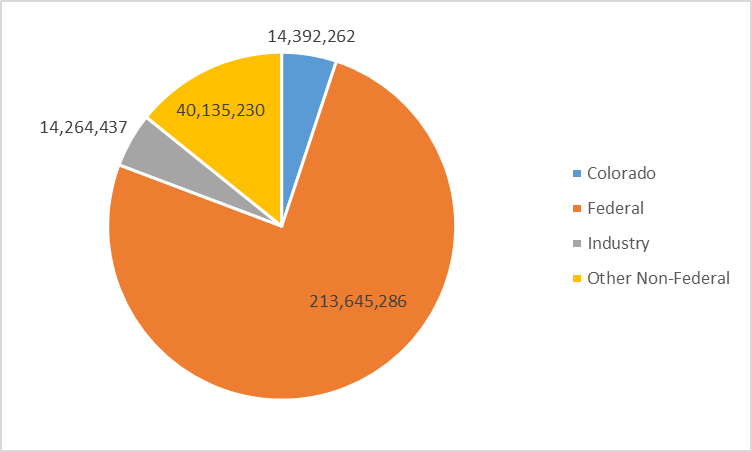 14,392,262
40,135,230
14,264,437
213,645,286
Colorado
Federal
Industry
Other Non-Federal